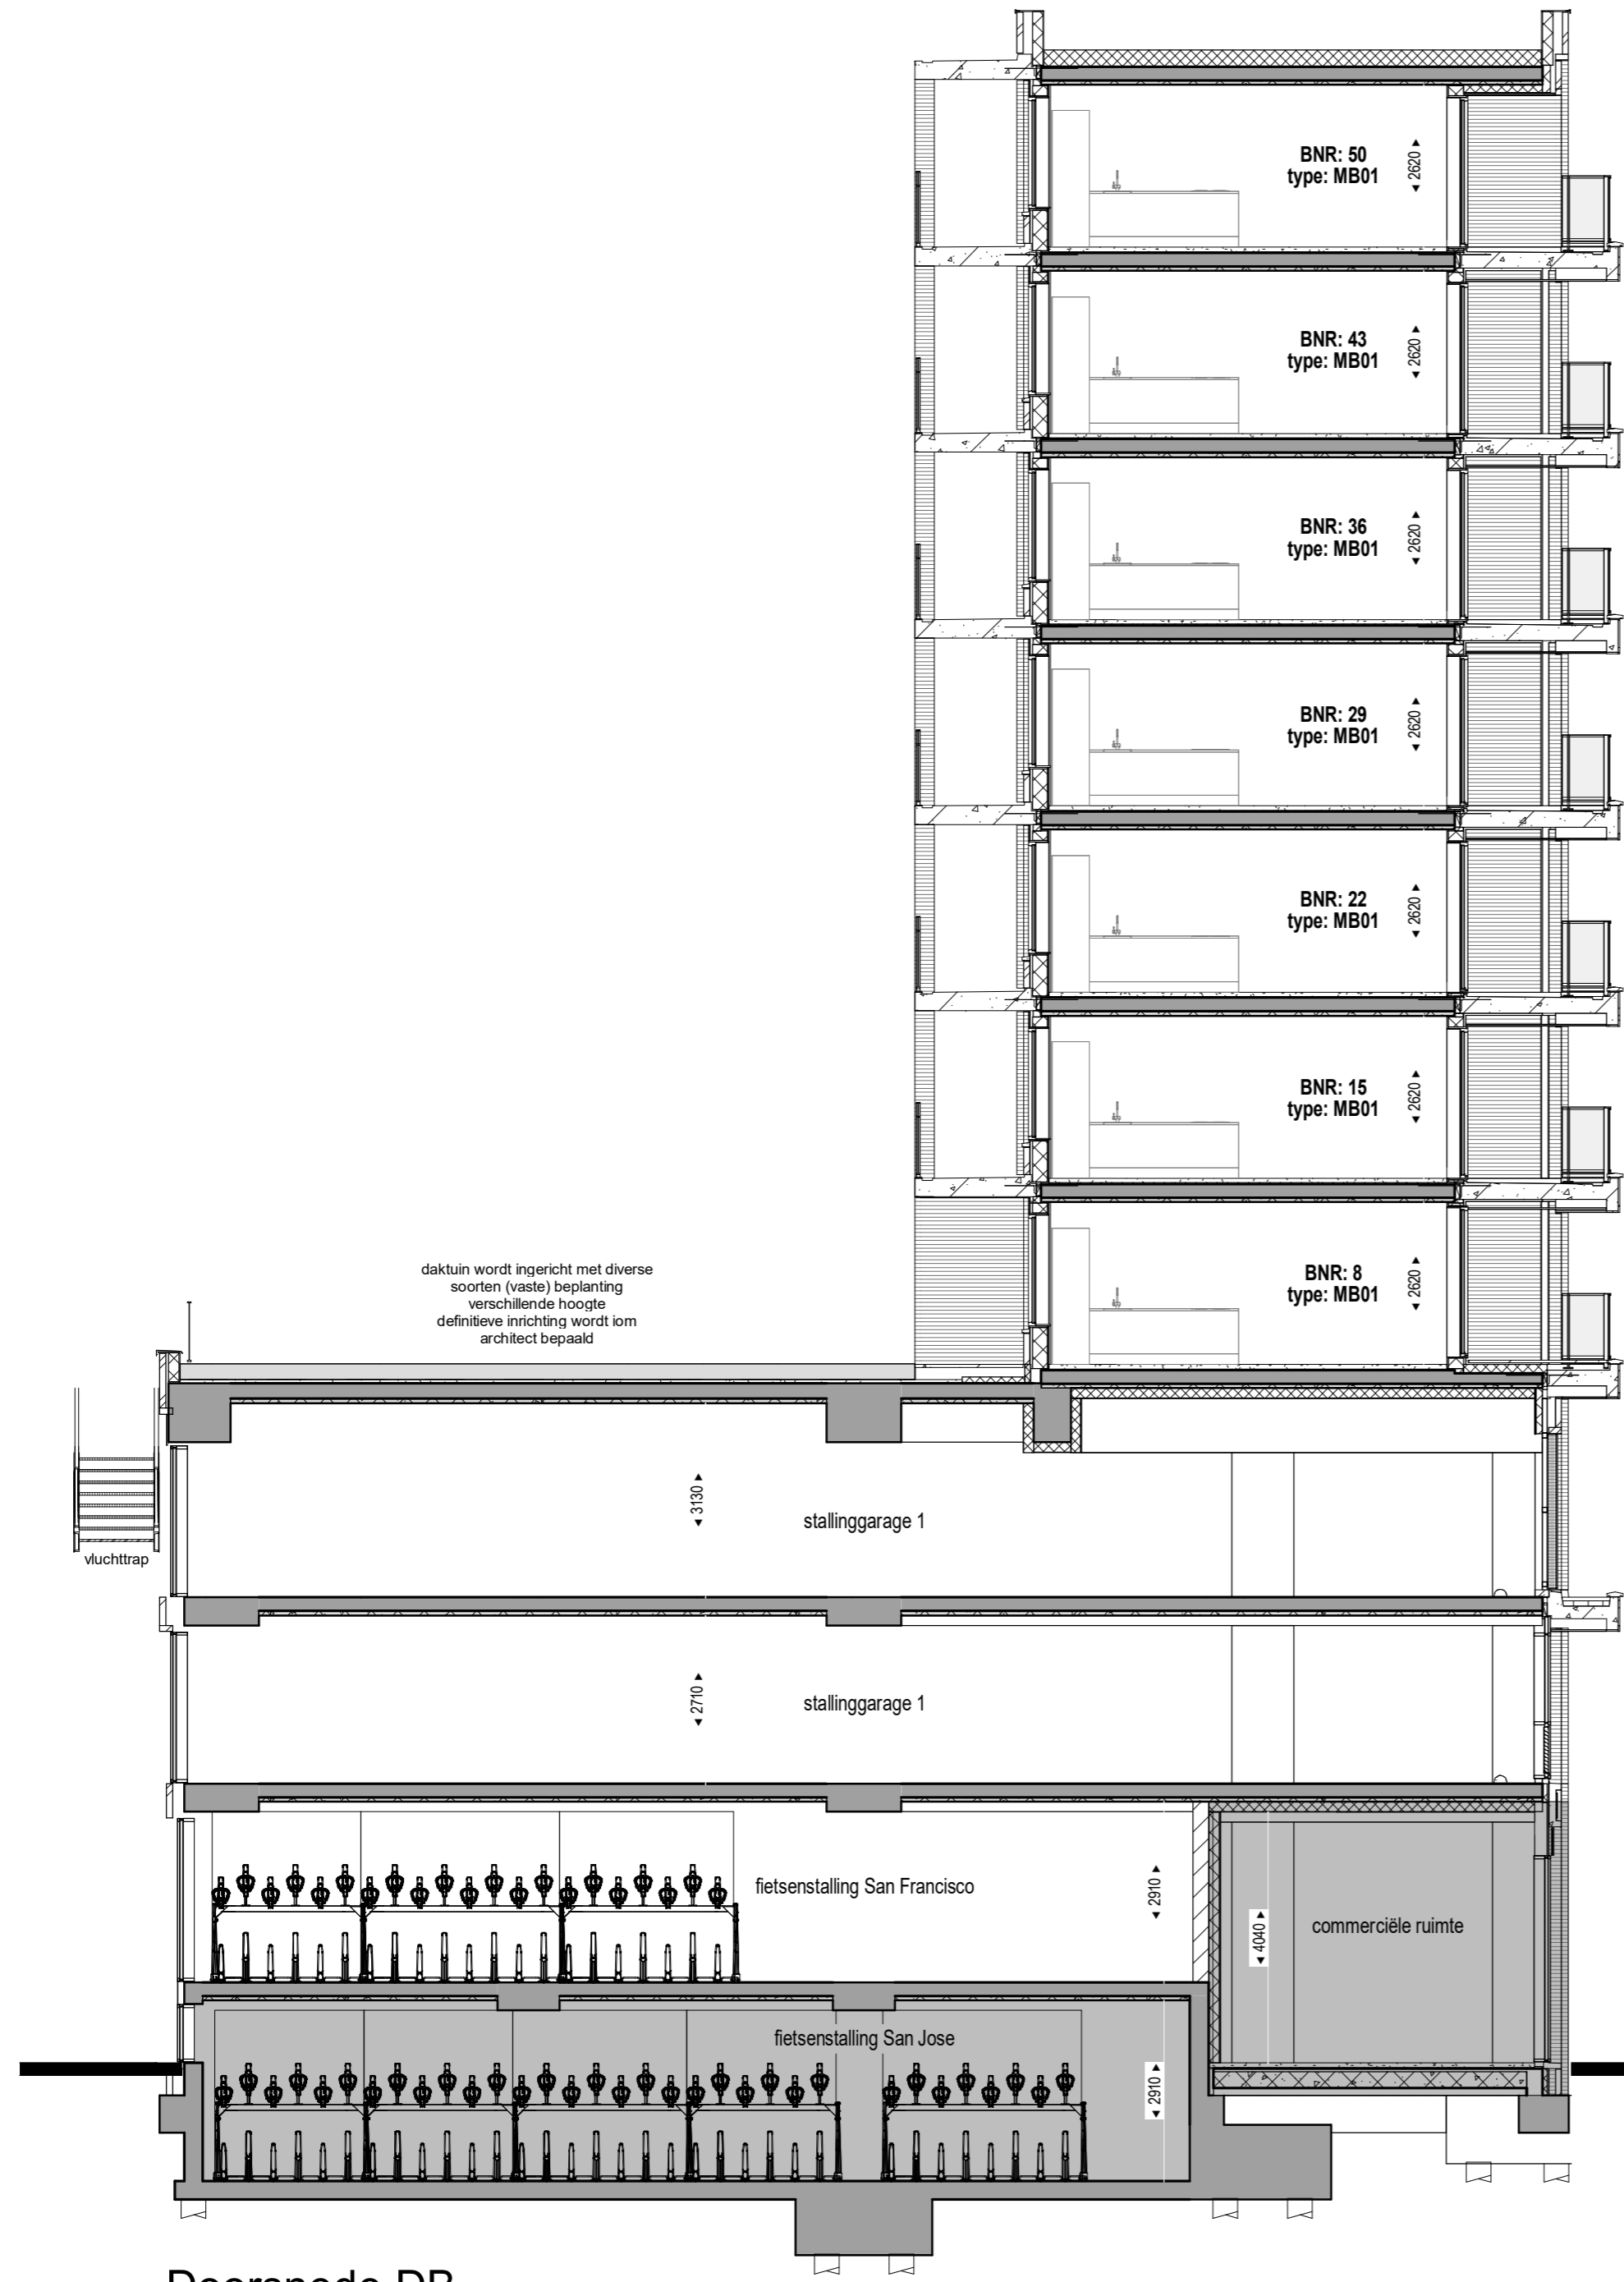 BNR: 50
type: MB01
2620
BNR: 43
type: MB01
2620
BNR: 36
type: MB01
2620
BNR: 29
type: MB01
2620
BNR: 22
type: MB01
2620
BNR: 15
type: MB01
2620
BNR: 8
type: MB01
2620
daktuin wordt ingericht met diverse
soorten (vaste) beplanting
verschillende hoogte
definitieve inrichting wordt iom
architect bepaald
vluchttrap
3130
stallinggarage 1
2710
stallinggarage 1
fietsenstalling San Francisco
2910
4040
commerciële ruimte
fietsenstalling San Jose
2910
Doorsnede DB